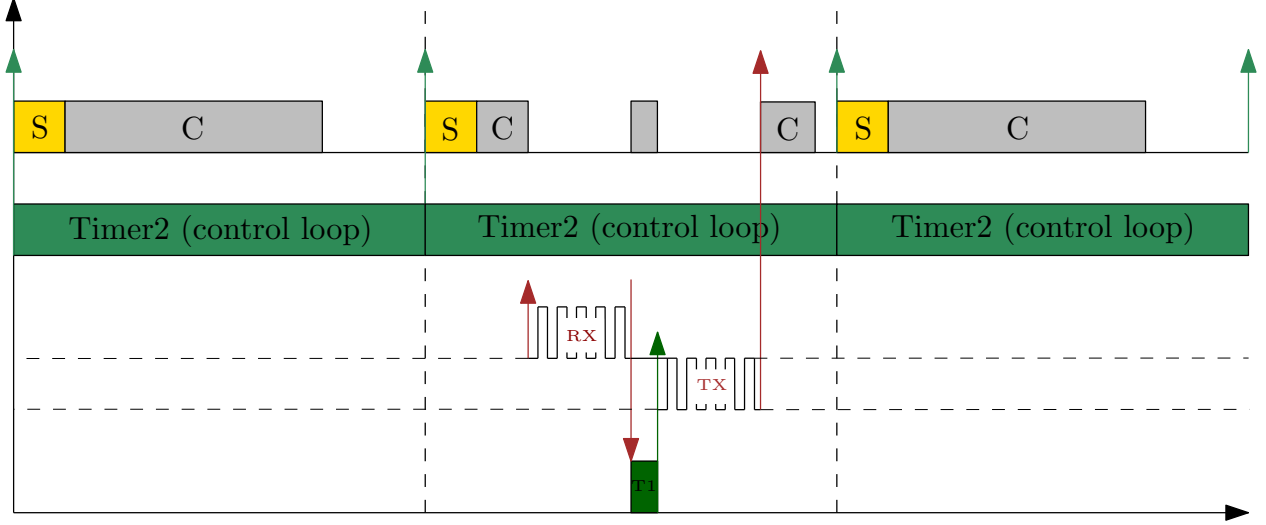 S C S C C S C
Timer2 (control loop) Timer2 (control loop) Timer2 (control loop)
RX
TX
T1